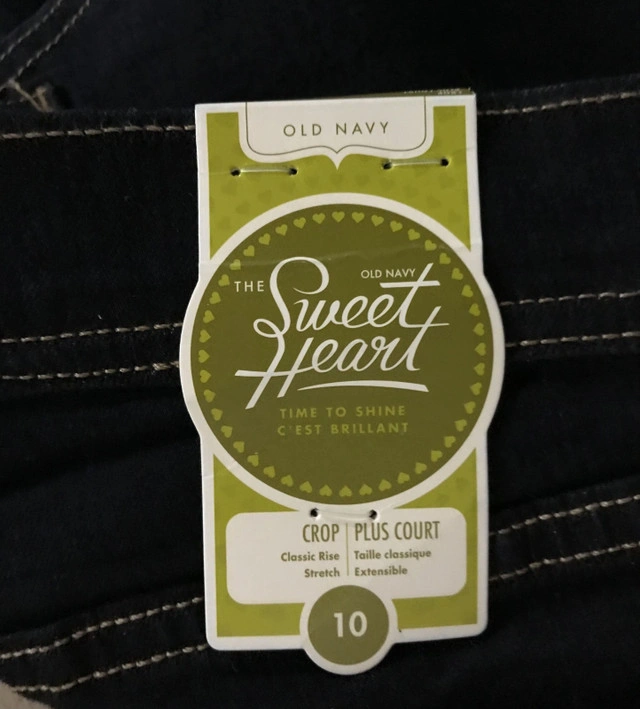 OLD NAVY
THE Sweet OLD NAVY
Heart
TIME TO SHINE
C'EST BRILLANT
CROP PLUS COURT
Classic Rise Taille classique
Stretch Extensible
10